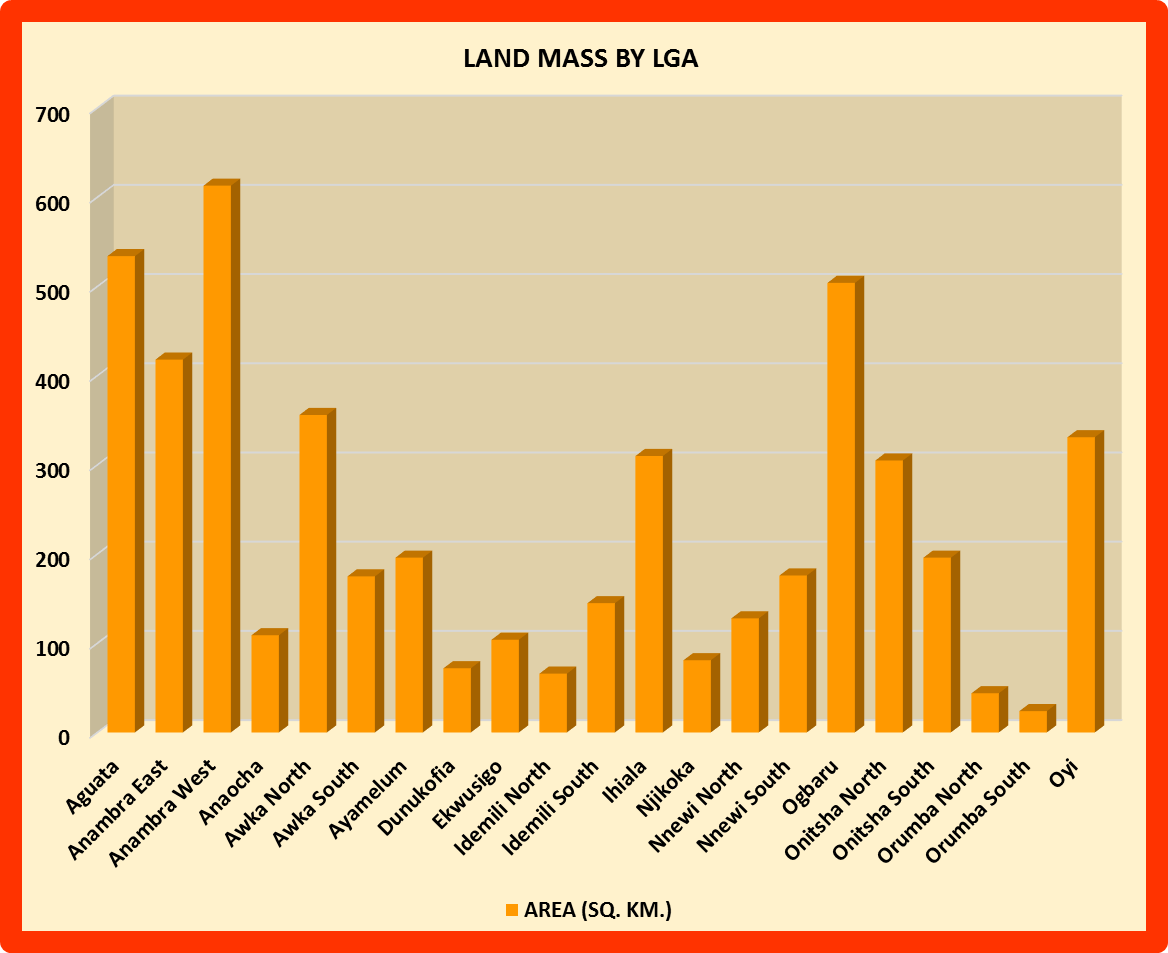 LAND MASS BY LGA
700
600
500
400
300
200
100
0
Aguata
Anambra East
Anambra West
Anaocha
Awka North
Awka South
Ayamelum
Dunukofia
Ekwusigo
Idemili North
Idemili South
Ihiala
Njikoka
Nnewi North
Nnewi South
Ogbaru
Onitsha North
Onitsha South
Orumba North
Orumba South
Oyi
AREA (SQ. KM.)